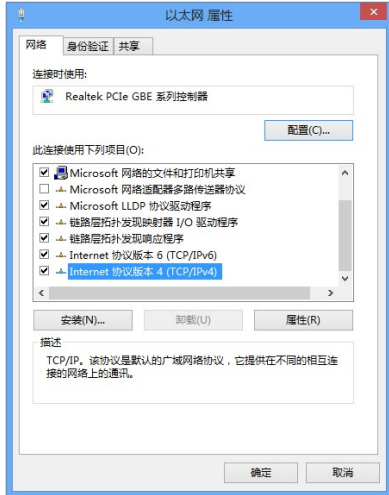 以太网 属性
网络 身份验证 共享
连接时使用:
Realtek PCIe GBE 系列控制器
配置(C)...
此连接使用下列项目(O):
Microsoft 网络的文件和打印机共享
Microsoft 网络适配器多路传送器协议
Microsoft LLDP 协议驱动程序
链路层拓扑发现映射器 I/O 驱动程序
链路层拓扑发现响应程序
Internet 协议版本 6 (TCP/IPv6)
Internet 协议版本 4 (TCP/IPv4)
安装(N)... 卸载(U) 属性(R)
描述
TCP/IP。该协议是默认的广域网络协议，它提供在不同的相互连
接的网络上的通讯。
确定 取消